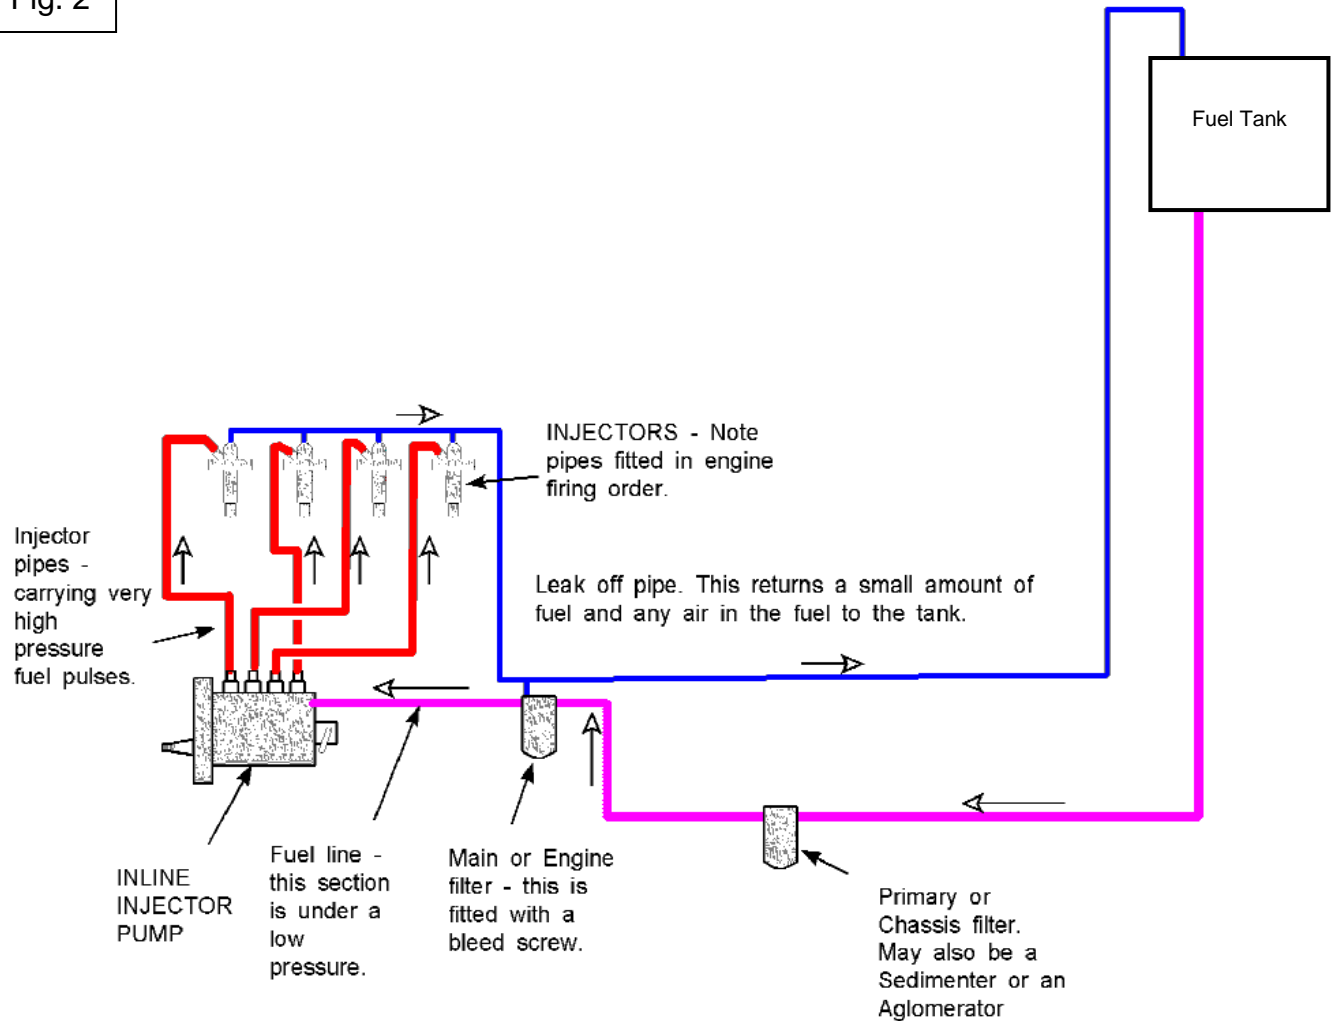 Fig. 2
Fuel Tank
INJECTORS - Note
pipes fitted in engine
firing order.
Injector
pipes -
carrying very
high
pressure
fuel pulses.
Leak off pipe. This returns a small amount of
fuel and any air in the fuel to the tank.
INLINE
INJECTOR
PUMP
Fuel line -
this section
is under a
low
pressure.
Main or Engine
filter - this is
fitted with a
bleed screw.
Primary or
Chassis filter.
May also be a
Sedimenter or an
Aglomerator